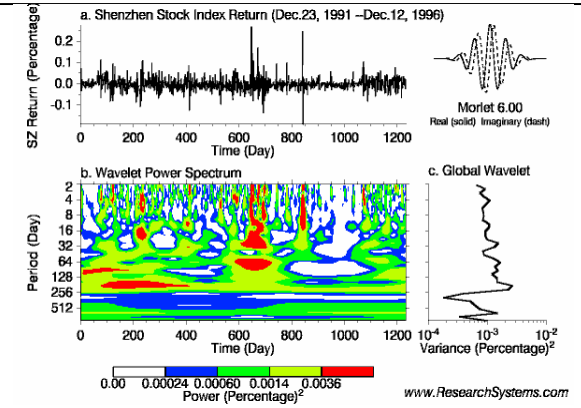 a. Shenzhen Stock Index Return (Dec.23, 1991 --Dec.12, 1996)
SZ Return (Percentage)
0.2
0.1
0.0
-0.1
0 200 400 600 800 1000 1200
Time (Day)
Morlet 6.00
Real (solid) Imaginary (dash)
b. Wavelet Power Spectrum
Period (Day)
2
4
8
16
32
64
128
256
512
0 200 400 600 800 1000 1200
Time (Day)
c. Global Wavelet
10-4 10-3 10-2
Variance (Percentage)2
0.00 0.00024 0.00060 0.0014 0.0036
Power (Percentage)2
www.ResearchSystems.com